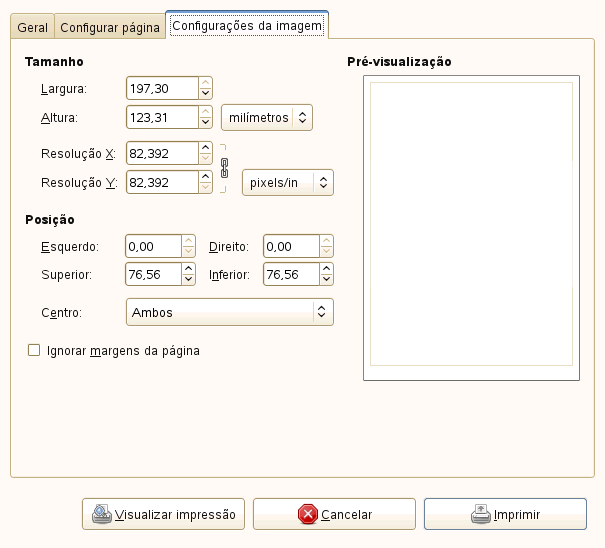 Geral Configurar página Configurações da imagem
Tamanho
Largura: 197,30
Altura: 123,31 milímetros
Resolução X: 82,392
Resolução Y: 82,392 pixels/in
Posição
Esquerdo: 0,00 Direito: 0,00
Superior: 76,56 Inferior: 76,56
Centro: Ambos
Ignorar margens da página
Pré-visualização
Visualizar impressão Cancelar Imprimir